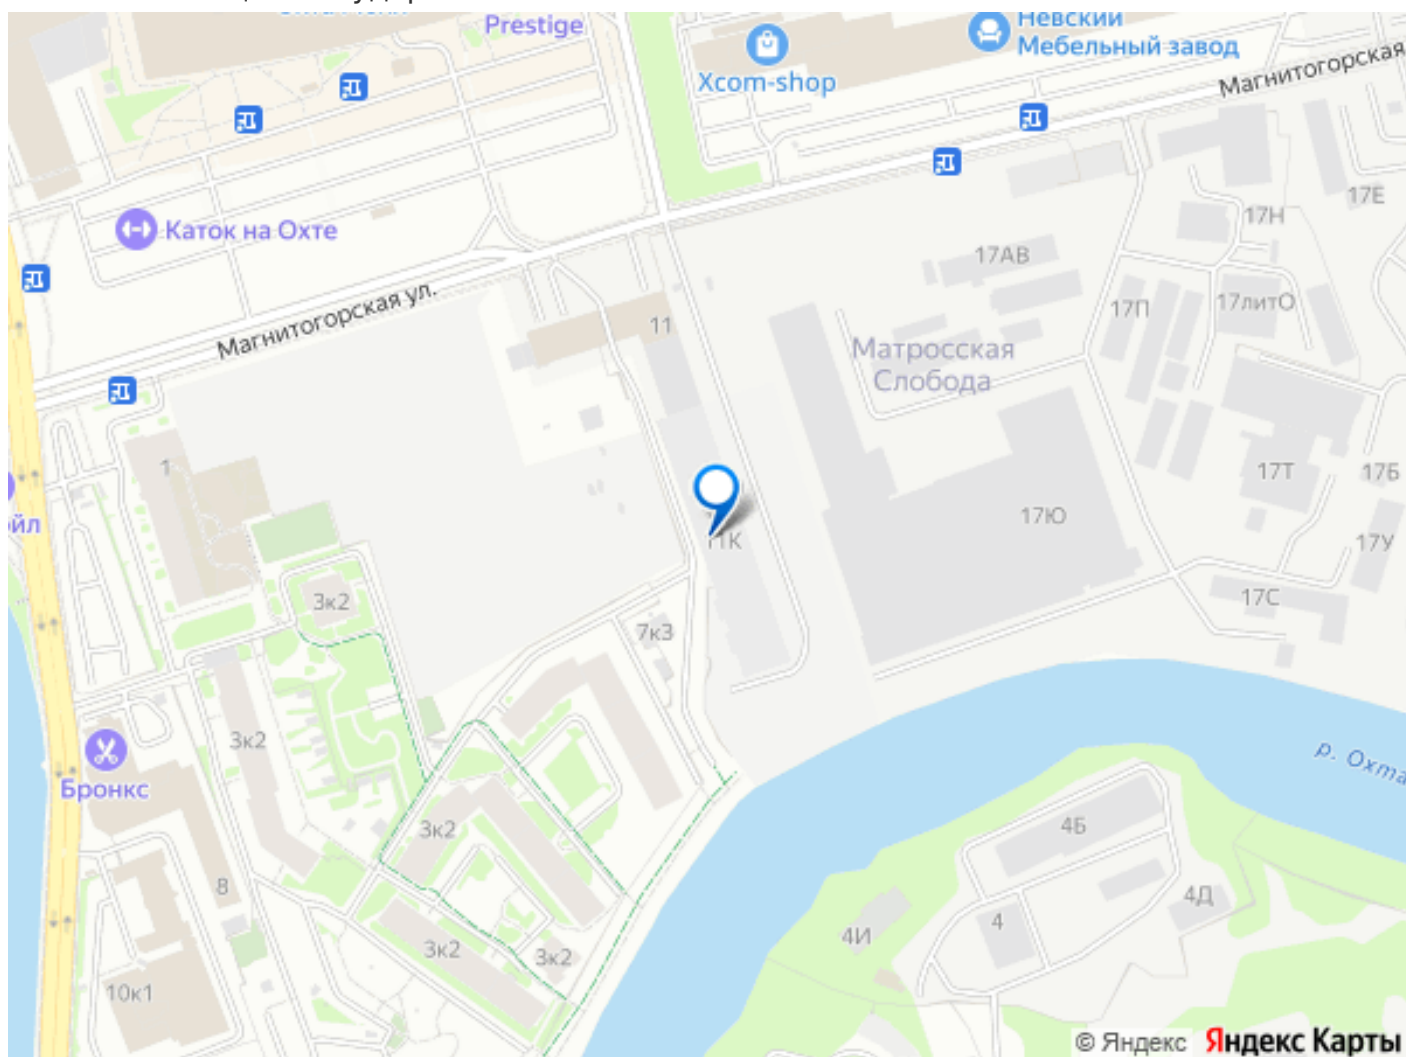 Prestige
Невский
Мебельный завод
Xcom-shop
Магнитогорская
17Е
17Н
Каток на Охте
17АВ
17П
17литО
Магнитогорская ул.
11
Матросская
Слобода
1
17Т
17Б
йл
17Ю
11К
17У
3к2
17С
7к3
3к2
р. Охта
Бронкс
3к2
4Б
8
4Д
4И
4
3к2
3к2
10к1
© Яндекс Яндекс Карты